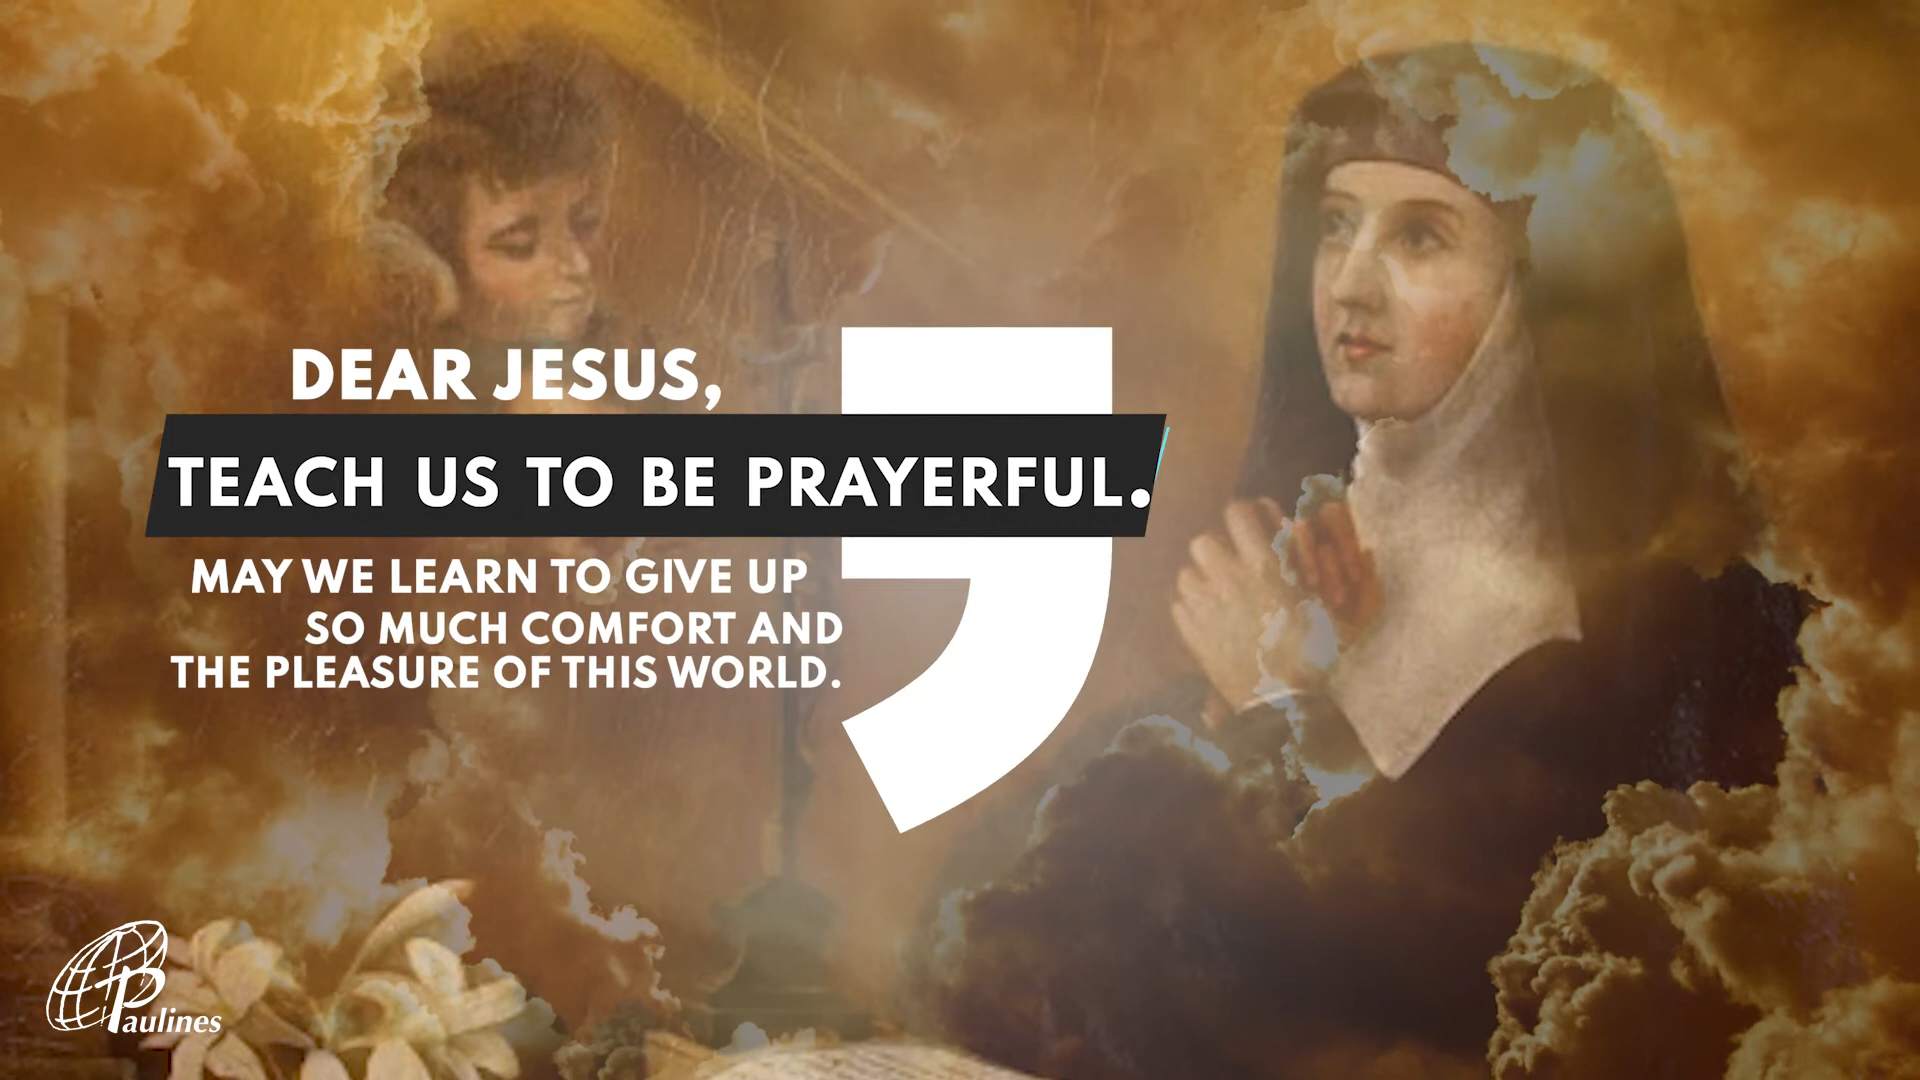 DEAR JESUS,
TEACH US TO BE PRAYERFUL.
MAY WE LEARN TO GIVE UP
SO MUCH COMFORT AND
THE PLEASURE OF THIS WORLD.
Paulines